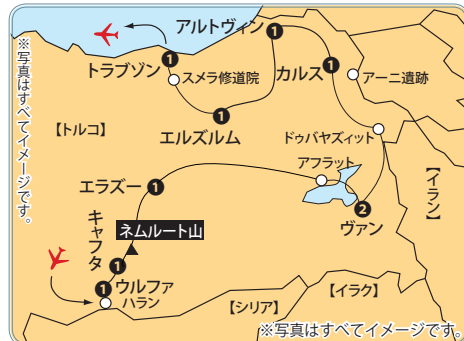 ※写真はすべてイメージです。
アルトヴィン
1
トラブゾン
1
スメラ修道院
カルス
1
アーニ遺跡
【トルコ】
エルズルム
1
ドゥバヤズィット
アフラット
【イラン】
エラズー
1
2
ヴァン
キャフタ
1
ネムルート山
1
ウルファ
ハラン
【シリア】
【イラク】
※写真はすべてイメージです。